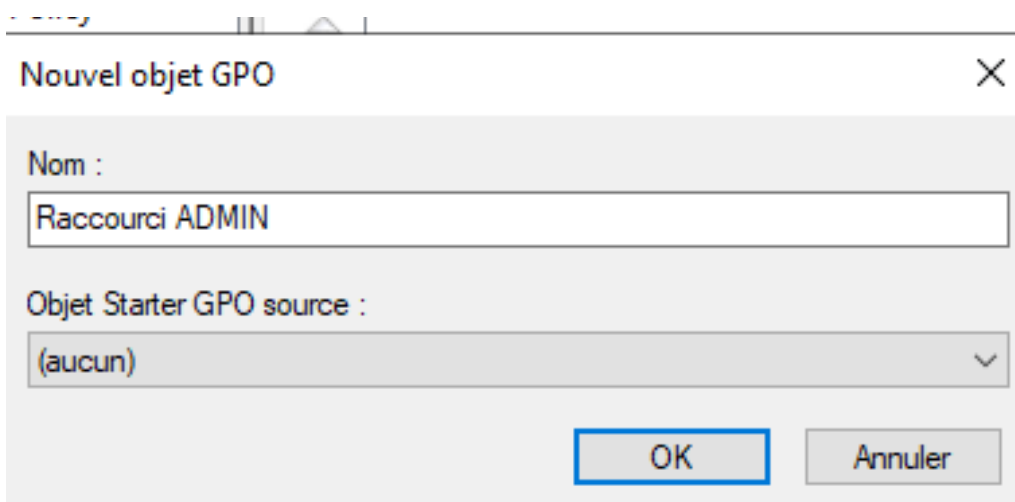 Nouvel objet GPO
Nom :
Raccourci ADMIN
Objet Starter GPO source :
(aucun)
OK
Annuler